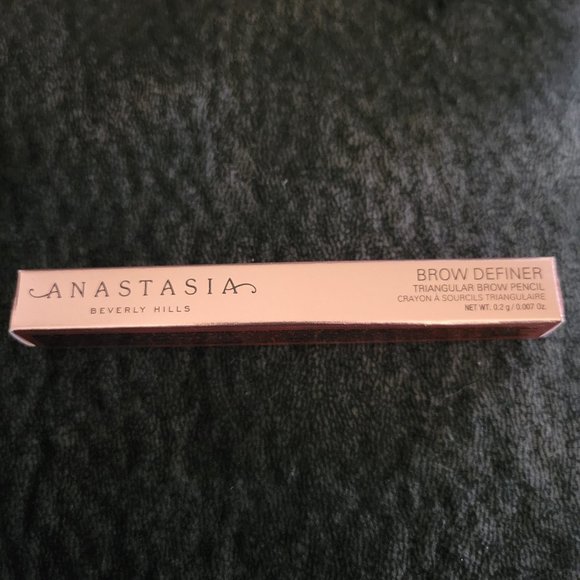 ANASTASIA
BEVERLY HILLS
BROW DEFINER
TRIANGULAR BROW PENCIL
CRAYON À SOURCILS TRIANGULAIRE
NET WT. 0.2 g / 0.007 Oz.